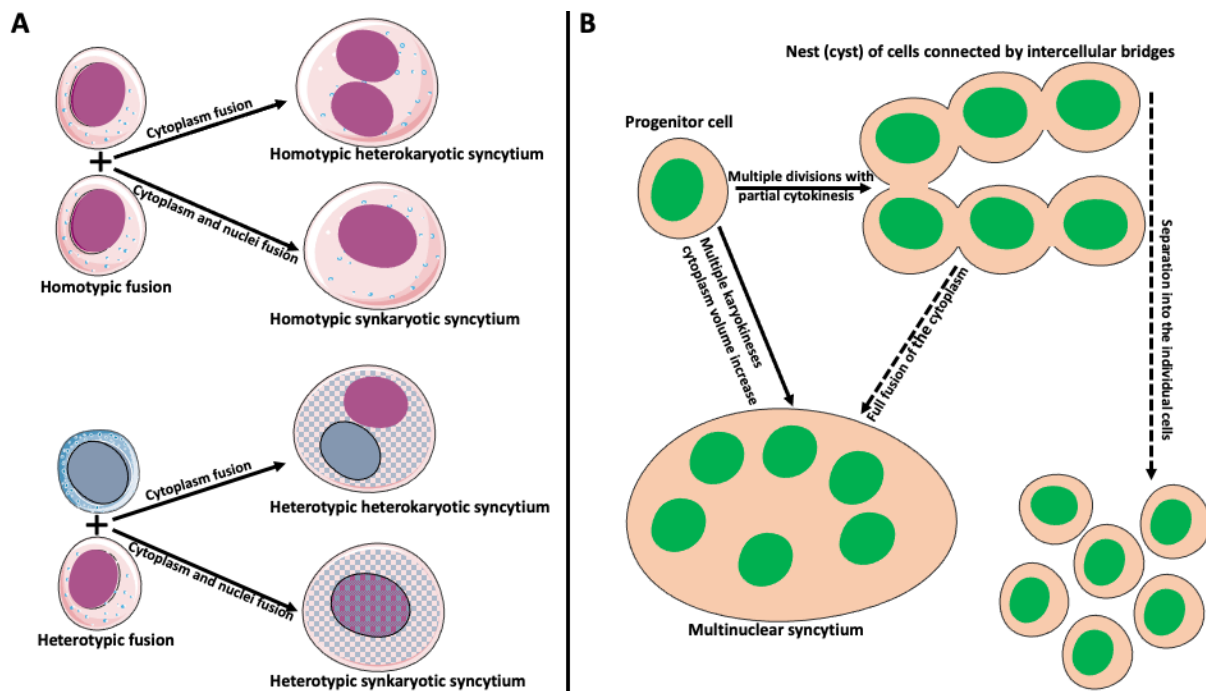 A
Cytoplasm fusion
Homotypic heterokaryotic syncytium
+
Cytoplasm and nuclei fusion
Homotypic fusion
Homotypic synkaryotic syncytium
Cytoplasm fusion
Heterotypic heterokaryotic syncytium
+
Cytoplasm and nuclei fusion
Heterotypic fusion
Heterotypic synkaryotic syncytium
B
Nest (cyst) of cells connected by intercellular bridges
Progenitor cell
Multiple divisions with
partial cytokinesis
Multiple karyokineses
cytoplasm volume increase
Full fusion of the cytoplasm
Separation into the individual cells
Multinuclear syncytium